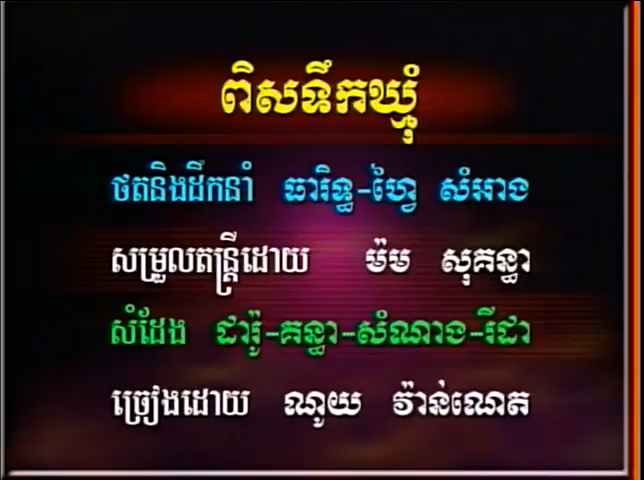 ពិសទឹកឃ្មុំ
ថតនិងដឹកនាំ ធារិទ្ធ-ហ្វៃ សំអាង
សម្រួលតន្ត្រីដោយ ម៉ម សុគន្ធា
សំដែង ដារ៉ូ-គន្ធា-សំណាង-រីដា
ច្រៀងដោយ ណូយ វ៉ាន់ណេត